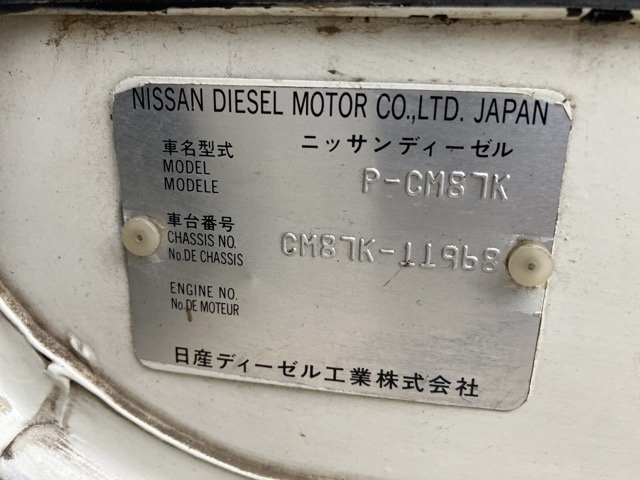 NISSAN DIESEL MOTOR CO.,LTD. JAPAN
車名型式 ニッサンディーゼル
MODEL
MODELE P-CM87K
車台番号
CHASSIS NO. CM87K-11968
No.DE CHASSIS
ENGINE NO.
No.DE MOTEUR
日産ディーゼル工業株式会社